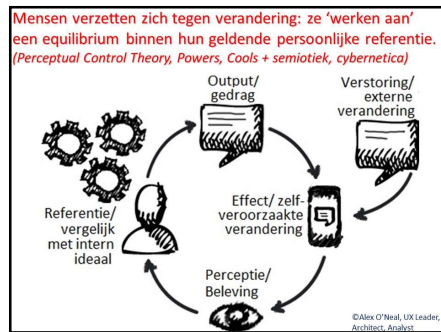 Mensen verzetten zich tegen verandering: ze ‘werken aan’
een equilibrium binnen hun geldende persoonlijke referentie.
(Perceptual Control Theory, Powers, Cools + semiotiek, cybernetica)
Output/
gedrag
Verstoring/
externe
verandering
Effect/ zelf-
veroorzaakte
verandering
Referentie/
vergelijk
met intern
ideaal
Perceptie/
Beleving
©Alex O’Neal, UX Leader,
Architect, Analyst